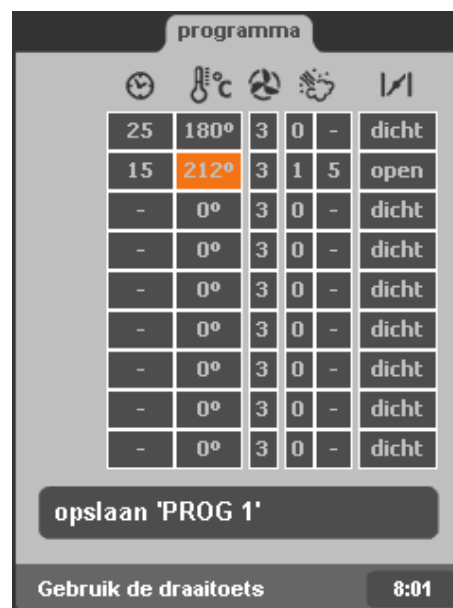 programma
°C
25 180º 3 0 - dicht
15 212º 3 1 5 open
- 0º 3 0 - dicht
- 0º 3 0 - dicht
- 0º 3 0 - dicht
- 0º 3 0 - dicht
- 0º 3 0 - dicht
- 0º 3 0 - dicht
- 0º 3 0 - dicht
opslaan 'PROG 1'
Gebruik de draaitoets 8:01